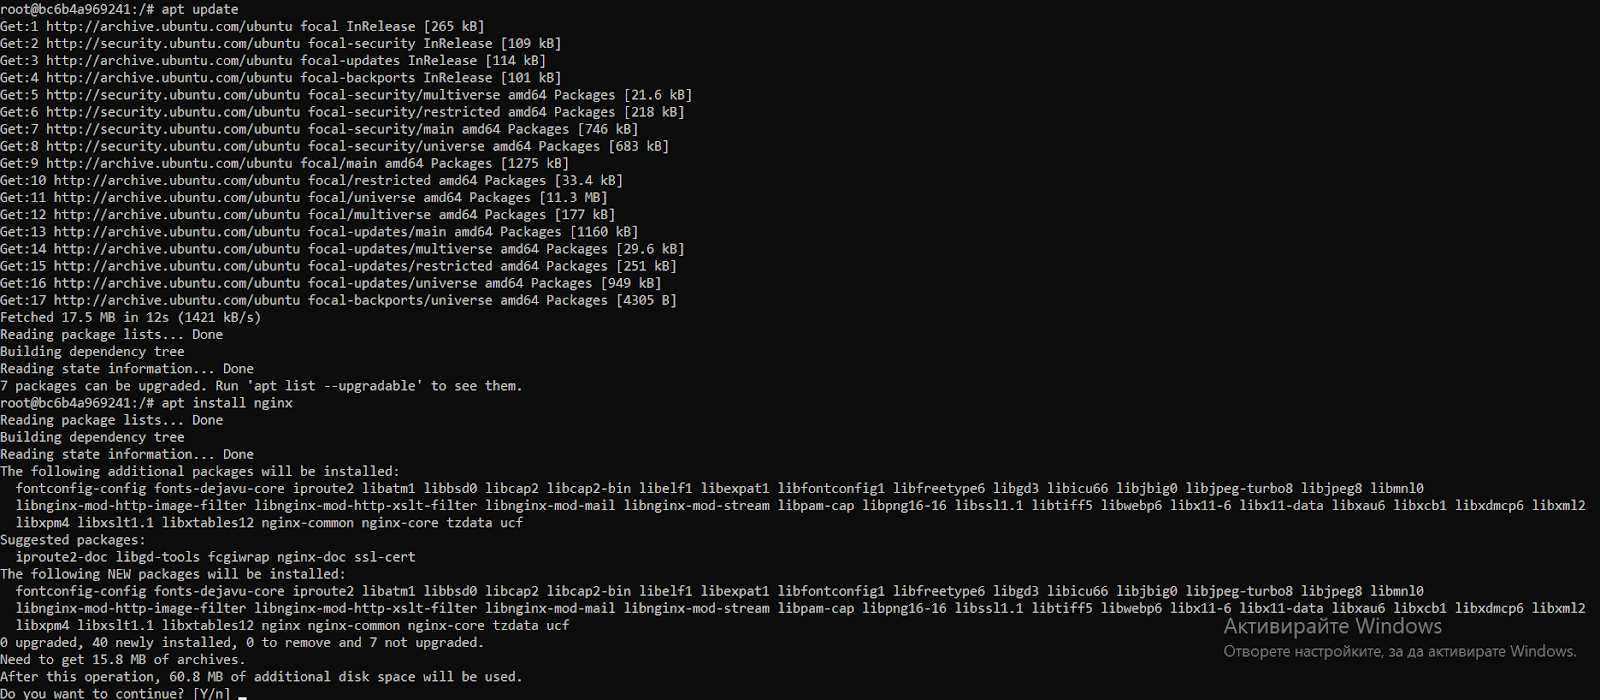 root@bc6b4a969241:/# apt update
Get:1 http://archive.ubuntu.com/ubuntu focal InRelease [265 kB]
Get:2 http://security.ubuntu.com/ubuntu focal-security InRelease [109 kB]
Get:3 http://archive.ubuntu.com/ubuntu focal-updates InRelease [114 kB]
Get:4 http://archive.ubuntu.com/ubuntu focal-backports InRelease [101 kB]
Get:5 http://security.ubuntu.com/ubuntu focal-security/multiverse amd64 Packages [21.6 kB]
Get:6 http://security.ubuntu.com/ubuntu focal-security/restricted amd64 Packages [218 kB]
Get:7 http://security.ubuntu.com/ubuntu focal-security/main amd64 Packages [746 kB]
Get:8 http://security.ubuntu.com/ubuntu focal-security/universe amd64 Packages [683 kB]
Get:9 http://archive.ubuntu.com/ubuntu focal/main amd64 Packages [1275 kB]
Get:10 http://archive.ubuntu.com/ubuntu focal/restricted amd64 Packages [33.4 kB]
Get:11 http://archive.ubuntu.com/ubuntu focal/universe amd64 Packages [11.3 MB]
Get:12 http://archive.ubuntu.com/ubuntu focal/multiverse amd64 Packages [177 kB]
Get:13 http://archive.ubuntu.com/ubuntu focal-updates/main amd64 Packages [1160 kB]
Get:14 http://archive.ubuntu.com/ubuntu focal-updates/multiverse amd64 Packages [29.6 kB]
Get:15 http://archive.ubuntu.com/ubuntu focal-updates/restricted amd64 Packages [251 kB]
Get:16 http://archive.ubuntu.com/ubuntu focal-updates/universe amd64 Packages [949 kB]
Get:17 http://archive.ubuntu.com/ubuntu focal-backports/universe amd64 Packages [4305 B]
Fetched 17.5 MB in 12s (1421 kB/s)
Reading package lists... Done
Building dependency tree
Reading state information... Done
7 packages can be upgraded. Run 'apt list --upgradable' to see them.
root@bc6b4a969241:/# apt install nginx
Reading package lists... Done
Building dependency tree
Reading state information... Done
The following additional packages will be installed:
fontconfig-config fonts-dejavu-core iproute2 libatm1 libbsd0 libcap2 libcap2-bin libelf1 libexpat1 libfontconfig1 libfreetype6 libgd3 libicu66 libjbig0 libjpeg-turbo8 libjpeg8 libmnl0
libnginx-mod-http-image-filter libnginx-mod-http-xslt-filter libnginx-mod-mail libnginx-mod-stream libpam-cap libpng16-16 libssl1.1 libtiff5 libwebp6 libx11-6 libx11-data libxau6 libxcb1 libxdmcp6 libxml2
libxpm4 libxslt1.1 libxtables12 nginx-common nginx-core tzdata ucf
Suggested packages:
iproute2-doc libgd-tools fcgiwrap nginx-doc ssl-cert
The following NEW packages will be installed:
fontconfig-config fonts-dejavu-core iproute2 libatm1 libbsd0 libcap2 libcap2-bin libelf1 libexpat1 libfontconfig1 libfreetype6 libgd3 libicu66 libjbig0 libjpeg-turbo8 libjpeg8 libmnl0
libnginx-mod-http-image-filter libnginx-mod-http-xslt-filter libnginx-mod-mail libnginx-mod-stream libpam-cap libpng16-16 libssl1.1 libtiff5 libwebp6 libx11-6 libx11-data libxau6 libxcb1 libxdmcp6 libxml2
libxpm4 libxslt1.1 libxtables12 nginx nginx-common nginx-core tzdata ucf
0 upgraded, 40 newly installed, 0 to remove and 7 not upgraded.
Need to get 15.8 MB of archives.
After this operation, 60.8 MB of additional disk space will be used.
Do you want to continue? [Y/n]
Активирайте Windows
Отворете настройките, за да активирате Windows.